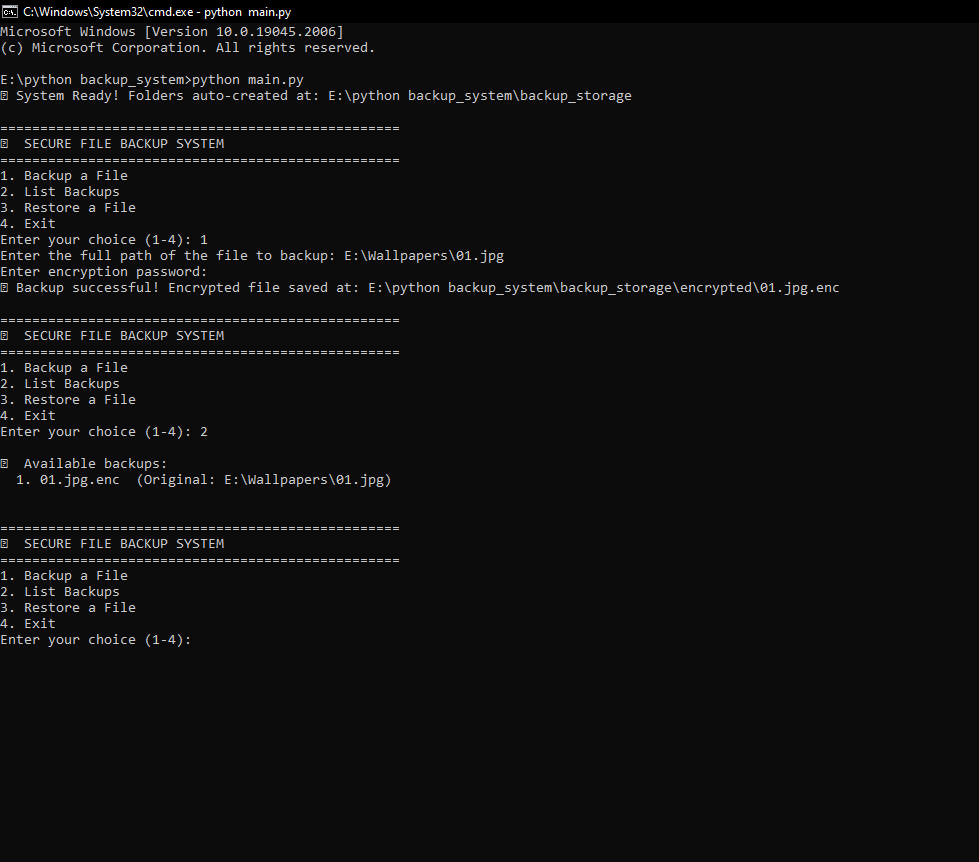 C:\Windows\System32\cmd.exe - python  main.py
Microsoft Windows [Version 10.0.19045.2006]
(c) Microsoft Corporation. All rights reserved.
E:\python backup_system>python main.py
System Ready! Folders auto-created at: E:\python backup_system\backup_storage
==================================================
SECURE FILE BACKUP SYSTEM
==================================================
1. Backup a File
2. List Backups
3. Restore a File
4. Exit
Enter your choice (1-4): 1
Enter the full path of the file to backup: E:\Wallpapers\01.jpg
Enter encryption password:
Backup successful! Encrypted file saved at: E:\python backup_system\backup_storage\encrypted\01.jpg.enc
==================================================
SECURE FILE BACKUP SYSTEM
==================================================
1. Backup a File
2. List Backups
3. Restore a File
4. Exit
Enter your choice (1-4): 2
Available backups:
1. 01.jpg.enc  (Original: E:\Wallpapers\01.jpg)
==================================================
SECURE FILE BACKUP SYSTEM
==================================================
1. Backup a File
2. List Backups
3. Restore a File
4. Exit
Enter your choice (1-4):